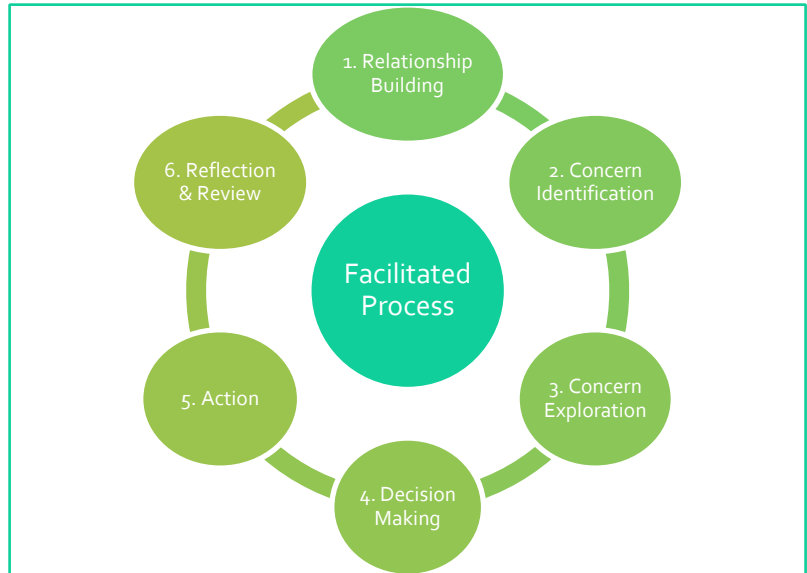 1. Relationship
Building
2. Concern
Identification
3. Concern
Exploration
4. Decision
Making
5. Action
6. Reflection
& Review
Facilitated
Process